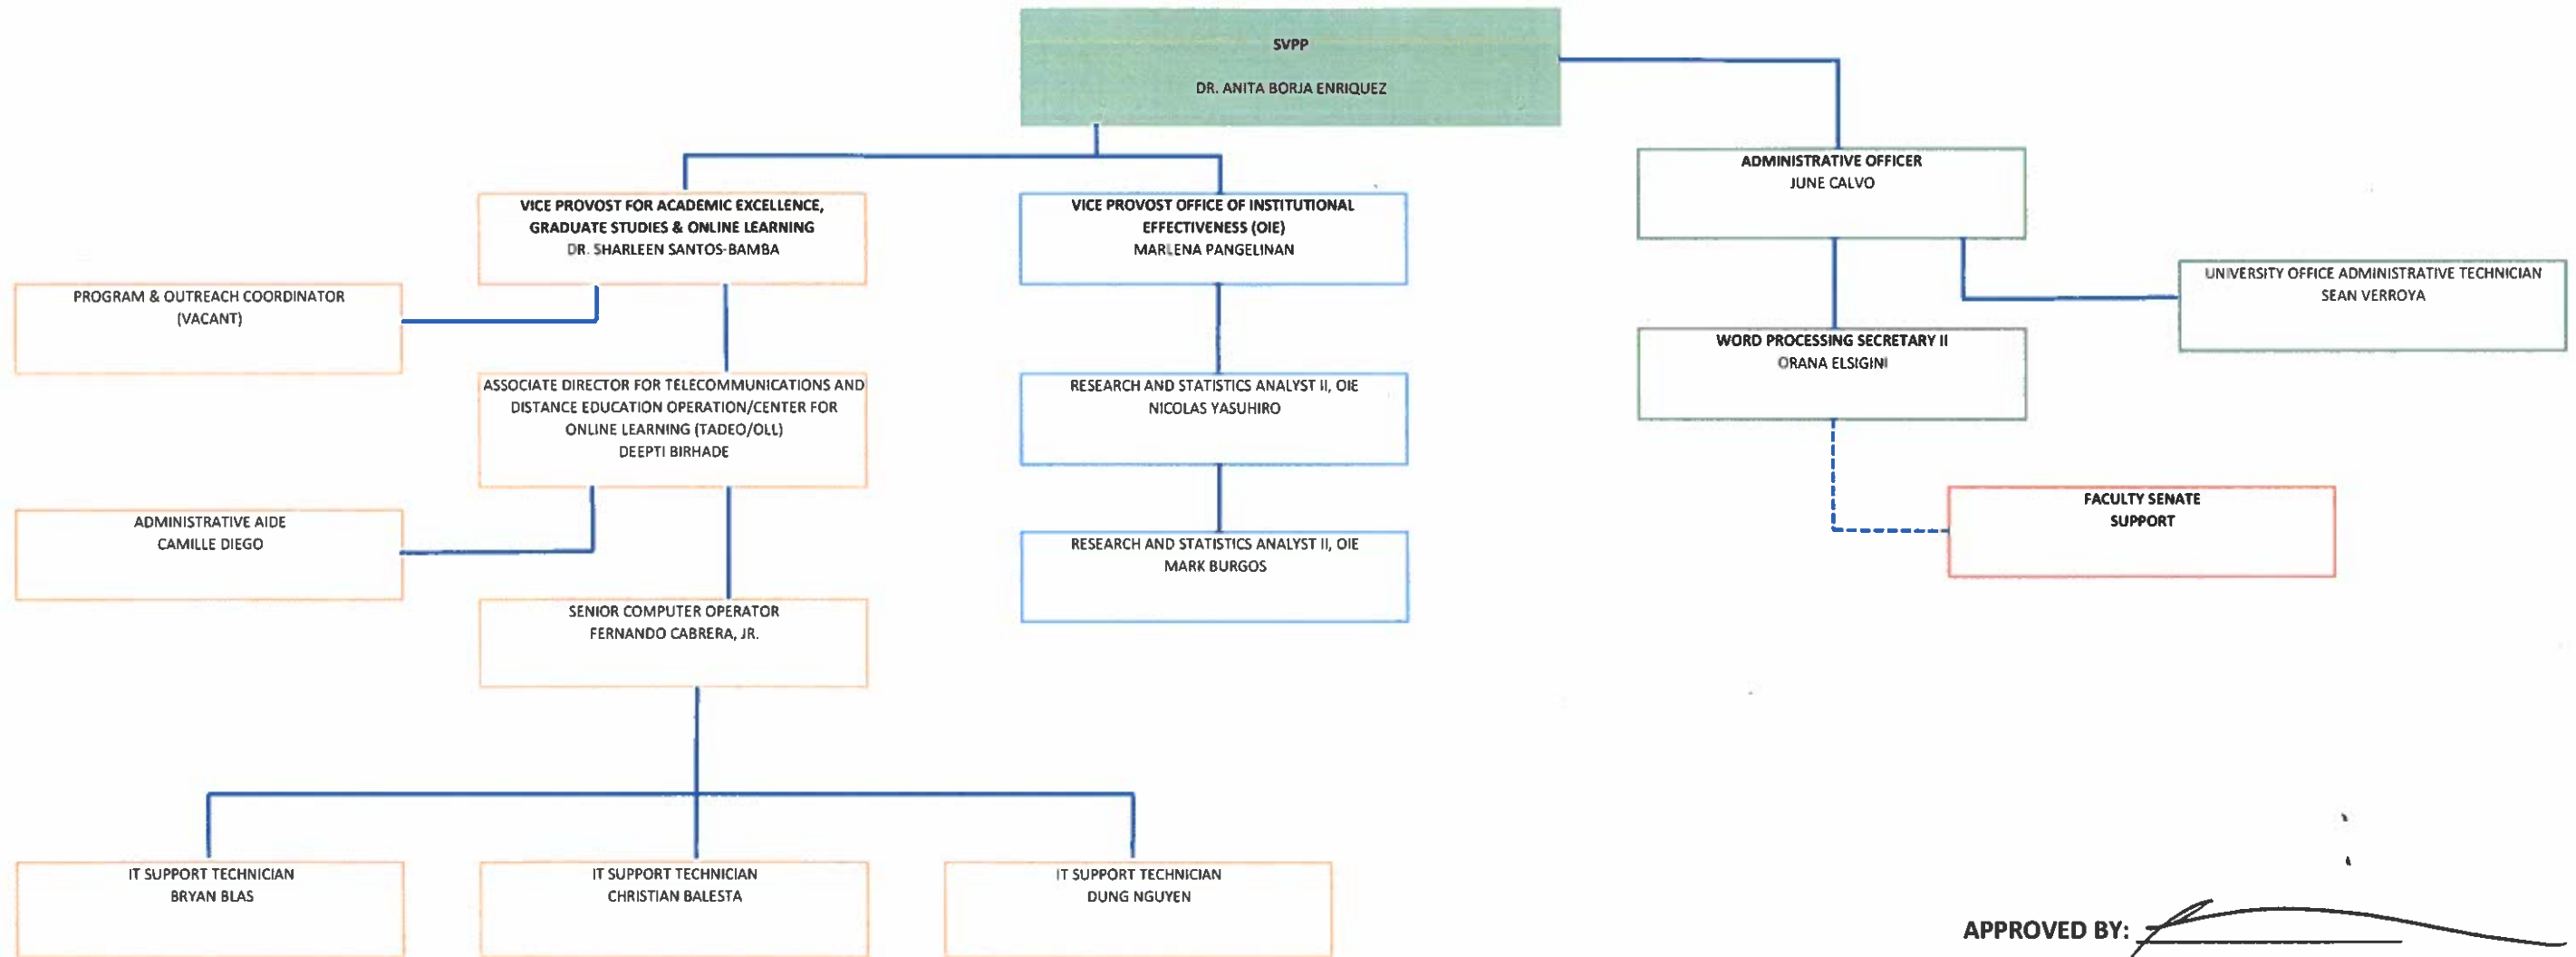 SVPP
DR. ANITA BORJA ENRIQUEZ
ADMINISTRATIVE OFFICER
JUNE CALVO
VICE PROVOST FOR ACADEMIC EXCELLENCE,
GRADUATE STUDIES & ONLINE LEARNING
DR. SHARLEEN SANTOS-BAMBA
VICE PROVOST OFFICE OF INSTITUTIONAL
EFFECTIVENESS (OIE)
MARLENA PANGELINAN
UNIVERSITY OFFICE ADMINISTRATIVE TECHNICIAN
SEAN VERROYA
PROGRAM & OUTREACH COORDINATOR
(VACANT)
WORD PROCESSING SECRETARY II
ORANA ELSIGINI
ASSOCIATE DIRECTOR FOR TELECOMMUNICATIONS AND
DISTANCE EDUCATION OPERATION/CENTER FOR
ONLINE LEARNING (TADEO/OLL)
DEEPTI BIRHADE
RESEARCH AND STATISTICS ANALYST II, OIE
NICOLAS YASUHIRO
FACULTY SENATE
SUPPORT
ADMINISTRATIVE AIDE
CAMILLE DIEGO
RESEARCH AND STATISTICS ANALYST II, OIE
MARK BURGOS
SENIOR COMPUTER OPERATOR
FERNANDO CABRERA, JR.
IT SUPPORT TECHNICIAN
BRYAN BLAS
IT SUPPORT TECHNICIAN
CHRISTIAN BALESTA
IT SUPPORT TECHNICIAN
DUNG NGUYEN
APPROVED BY: